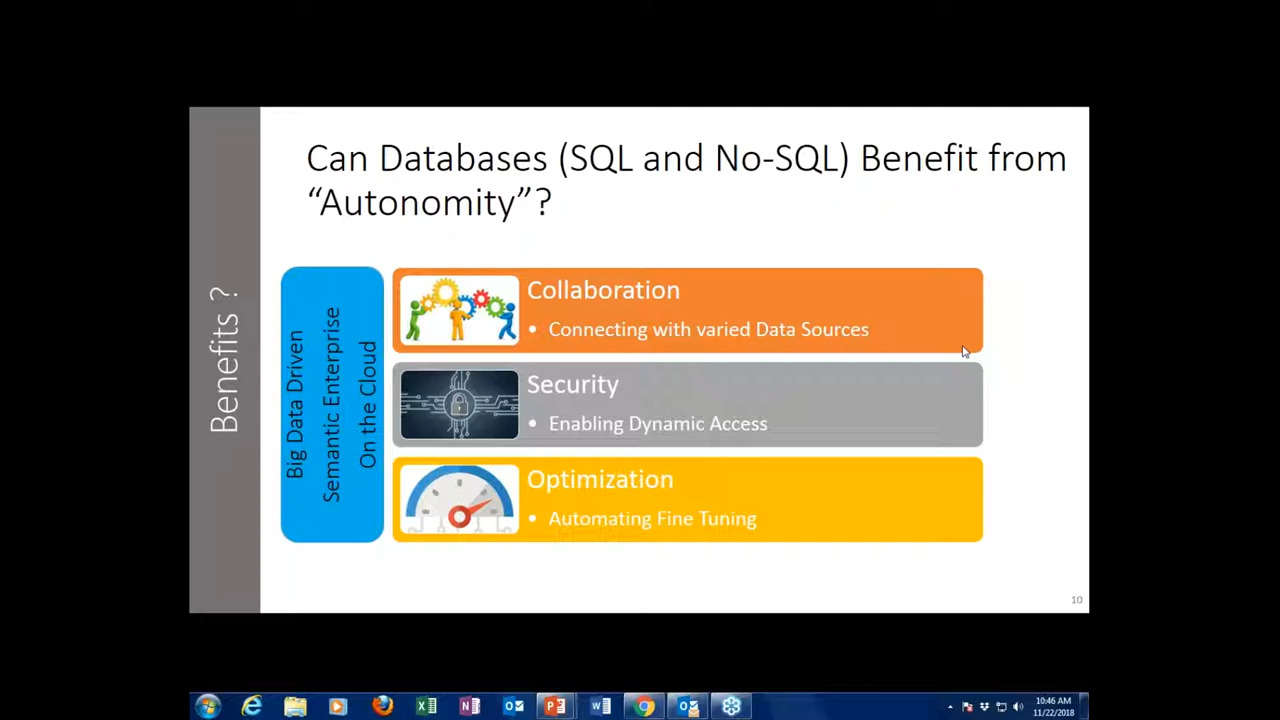 Can Databases (SQL and No-SQL) Benefit from
“Autonomity”?
Benefits ?
Big Data Driven
Semantic Enterprise
On the Cloud
Collaboration
• Connecting with varied Data Sources
Security
• Enabling Dynamic Access
Optimization
• Automating Fine Tuning
10
10:46 AM
11/22/2018